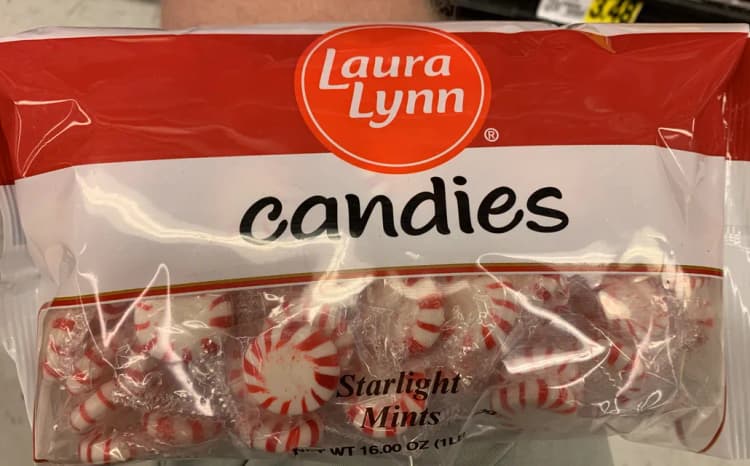 Laura
Lynn
®
candies
Starlight
Mints
WT 16.00 OZ